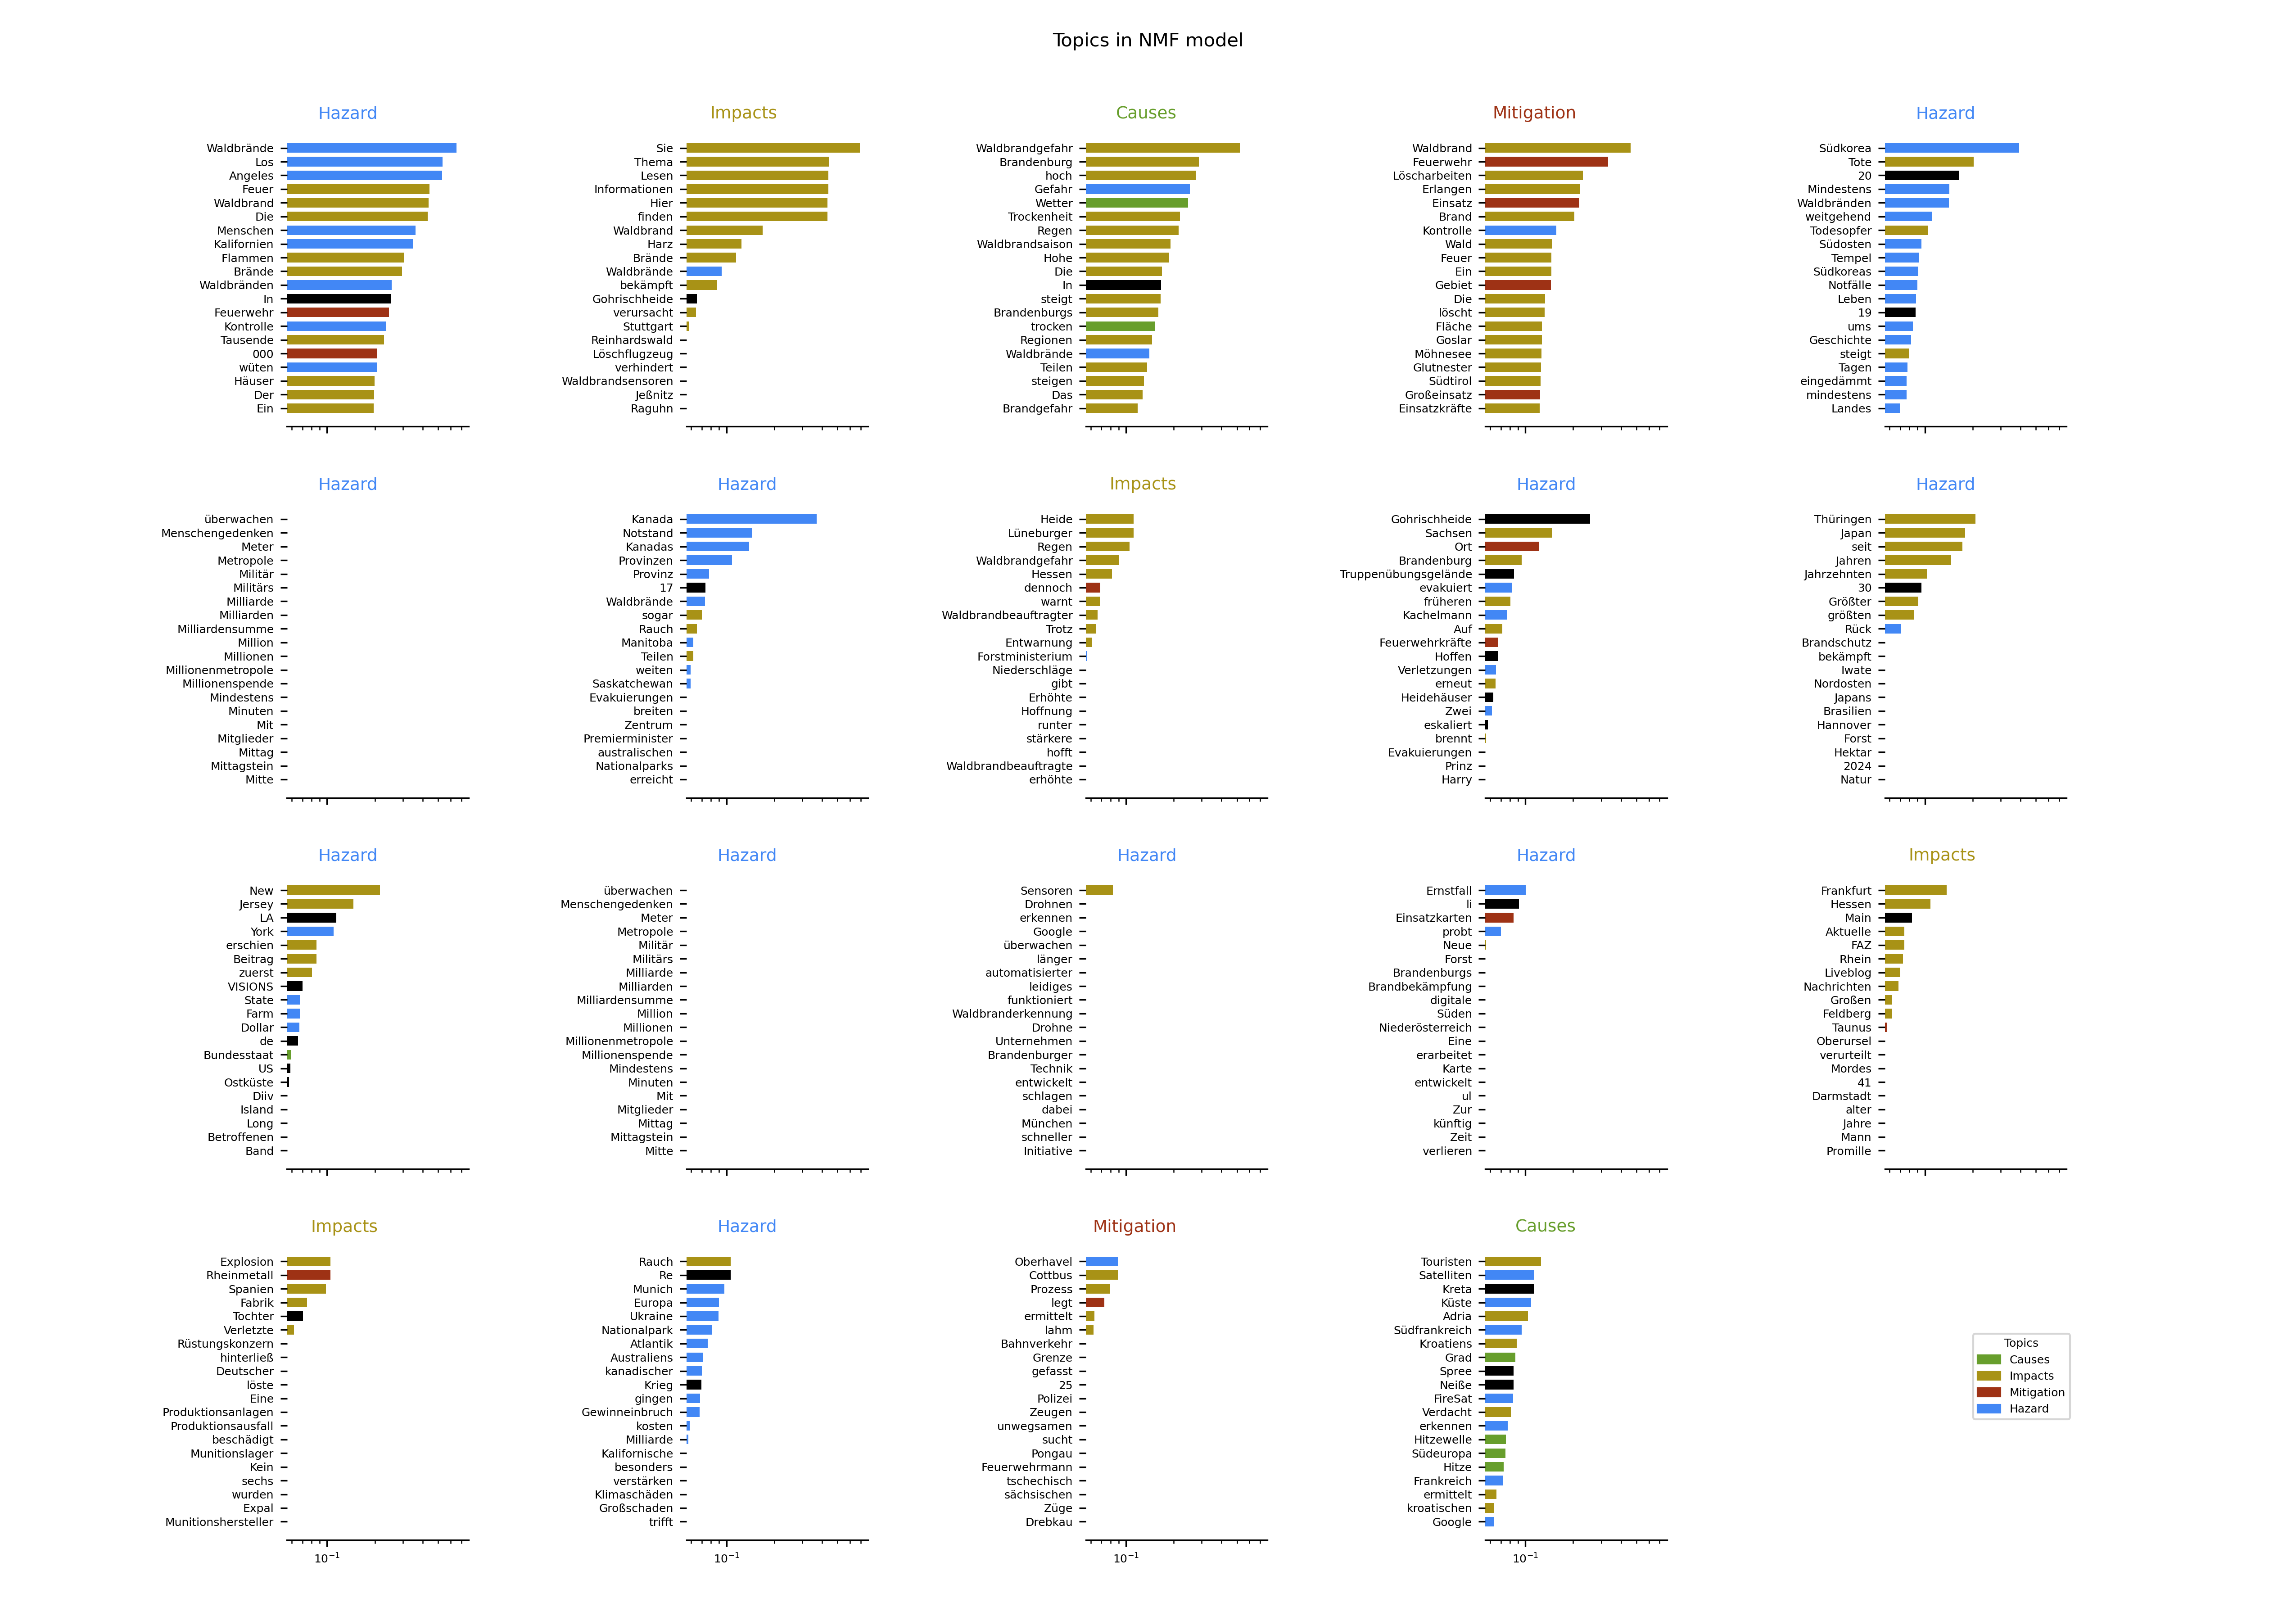 Topics in NMF model
Hazard
Waldbrände
Los
Angeles
Feuer
Waldbrand
Die
Menschen
Kalifornien
Flammen
Brände
Waldbränden
In
Feuerwehr
Kontrolle
Tausende
000
wüten
Häuser
Der
Ein
Impacts
Sie
Thema
Lesen
Informationen
Hier
finden
Waldbrand
Harz
Brände
Waldbrände
bekämpft
Gohrischheide
verursacht
Stuttgart
Reinhardswald
Löschflugzeug
verhindert
Waldbrandsensoren
Jeßnitz
Raguhn
Causes
Waldbrandgefahr
Brandenburg
hoch
Gefahr
Wetter
Trockenheit
Regen
Waldbrandsaison
Hohe
Die
In
steigt
Brandenburgs
trocken
Regionen
Waldbrände
Teilen
steigen
Das
Brandgefahr
Mitigation
Waldbrand
Feuerwehr
Löscharbeiten
Erlangen
Einsatz
Brand
Kontrolle
Wald
Feuer
Ein
Gebiet
Die
löscht
Fläche
Goslar
Möhnesee
Glutnester
Südtirol
Großeinsatz
Einsatzkräfte
Hazard
Südkorea
Tote
20
Mindestens
Waldbränden
weitgehend
Todesopfer
Südosten
Tempel
Südkoreas
Notfälle
Leben
19
ums
Geschichte
steigt
Tagen
eingedämmt
mindestens
Landes
Hazard
überwachen
Menschengedenken
Meter
Metropole
Militär
Militärs
Milliarde
Milliarden
Milliardensumme
Million
Millionen
Millionenmetropole
Millionenspende
Mindestens
Minuten
Mit
Mitglieder
Mittag
Mittagstein
Mitte
Hazard
Kanada
Notstand
Kanadas
Provinzen
Provinz
17
Waldbrände
sogar
Rauch
Manitoba
Teilen
weiten
Saskatchewan
Evakuierungen
breiten
Zentrum
Premierminister
australischen
Nationalparks
erreicht
Impacts
Heide
Lüneburger
Regen
Waldbrandgefahr
Hessen
dennoch
warnt
Waldbrandbeauftragter
Trotz
Entwarnung
Forstministerium
Niederschläge
gibt
Erhöhte
Hoffnung
runter
stärkere
hofft
Waldbrandbeauftragte
erhöhte
Hazard
Gohrischheide
Sachsen
Ort
Brandenburg
Truppenübungsgelände
evakuiert
früheren
Kachelmann
Auf
Feuerwehrkräfte
Hoffen
Verletzungen
erneut
Heidehäuser
Zwei
eskaliert
brennt
Evakuierungen
Prinz
Harry
Hazard
Thüringen
Japan
seit
Jahren
Jahrzehnten
30
Größter
größten
Rück
Brandschutz
bekämpft
Iwate
Nordosten
Japans
Brasilien
Hannover
Forst
Hektar
2024
Natur
Hazard
New
Jersey
LA
York
erschien
Beitrag
zuerst
VISIONS
State
Farm
Dollar
de
Bundesstaat
US
Ostküste
Diiv
Island
Long
Betroffenen
Band
Hazard
überwachen
Menschengedenken
Meter
Metropole
Militär
Militärs
Milliarde
Milliarden
Milliardensumme
Million
Millionen
Millionenmetropole
Millionenspende
Mindestens
Minuten
Mit
Mitglieder
Mittag
Mittagstein
Mitte
Hazard
Sensoren
Drohnen
erkennen
Google
überwachen
länger
automatisierter
leidiges
funktioniert
Waldbranderkennung
Drohne
Unternehmen
Brandenburger
Technik
entwickelt
schlagen
dabei
München
schneller
Initiative
Hazard
Ernstfall
li
Einsatzkarten
probt
Neue
Forst
Brandenburgs
Brandbekämpfung
digitale
Süden
Niederösterreich
Eine
erarbeitet
Karte
entwickelt
ul
Zur
künftig
Zeit
verlieren
Impacts
Frankfurt
Hessen
Main
Aktuelle
FAZ
Rhein
Liveblog
Nachrichten
Großen
Feldberg
Taunus
Oberursel
verurteilt
Mordes
41
Darmstadt
alter
Jahre
Mann
Promille
Impacts
Explosion
Rheinmetall
Spanien
Fabrik
Tochter
Verletzte
Rüstungskonzern
hinterließ
Deutscher
löste
Eine
Produktionsanlagen
Produktionsausfall
beschädigt
Munitionslager
Kein
sechs
wurden
Expal
Munitionshersteller
10⁻¹
Hazard
Rauch
Re
Munich
Europa
Ukraine
Nationalpark
Atlantik
Australiens
kanadischer
Krieg
gingen
Gewinneinbruch
kosten
Milliarde
Kalifornische
besonders
verstärken
Klimaschäden
Großschaden
trifft
10⁻¹
Mitigation
Oberhavel
Cottbus
Prozess
legt
ermittelt
lahm
Bahnverkehr
Grenze
gefasst
25
Polizei
Zeugen
unwegsamen
sucht
Pongau
Feuerwehrmann
tschechisch
sächsischen
Züge
Drebkau
10⁻¹
Causes
Touristen
Satelliten
Kreta
Küste
Adria
Südfrankreich
Kroatiens
Grad
Spree
Neiße
FireSat
Verdacht
erkennen
Hitzewelle
Südeuropa
Hitze
Frankreich
ermittelt
kroatischen
Google
10⁻¹
Topics
Causes
Impacts
Mitigation
Hazard